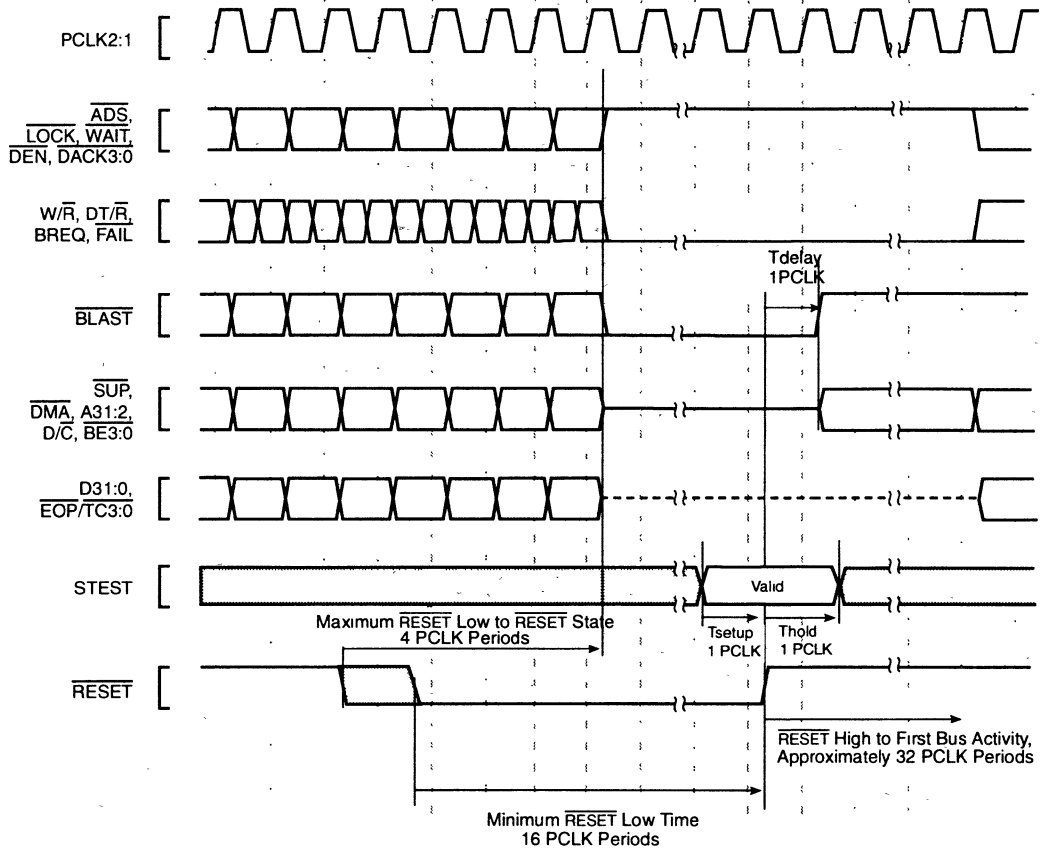 PCLK2:1
ADS,
LOCK, WAIT,
DEN, DACK3:0
W/R, DT/R,
BREQ, FAIL
Tdelay
1PCLK
BLAST
SUP,
DMA, A31:2,
D/C, BE3:0
D31:0,
EOP/TC3:0
STEST
Valid
Maximum RESET Low to RESET State
4 PCLK Periods
Tsetup
1 PCLK
Thold
1 PCLK
RESET
RESET High to First Bus Activity,
Approximately 32 PCLK Periods
Minimum RESET Low Time
16 PCLK Periods